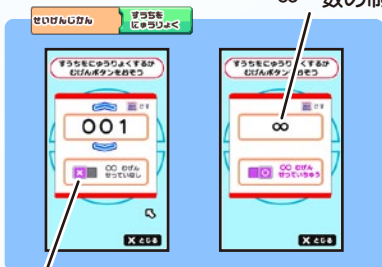 ∞ 数の制
せいげんじかん
すうちを
にゅうりょく
すうちをにゅうりょくするか
むげんボタンをおそう
けす
001
∞ むげん
せっていなし
✕ とじる
すうちをにゅうりょくするか
むげんボタンをおそう
けす
∞
∞ むげん
せっていちゅう
✕ とじる